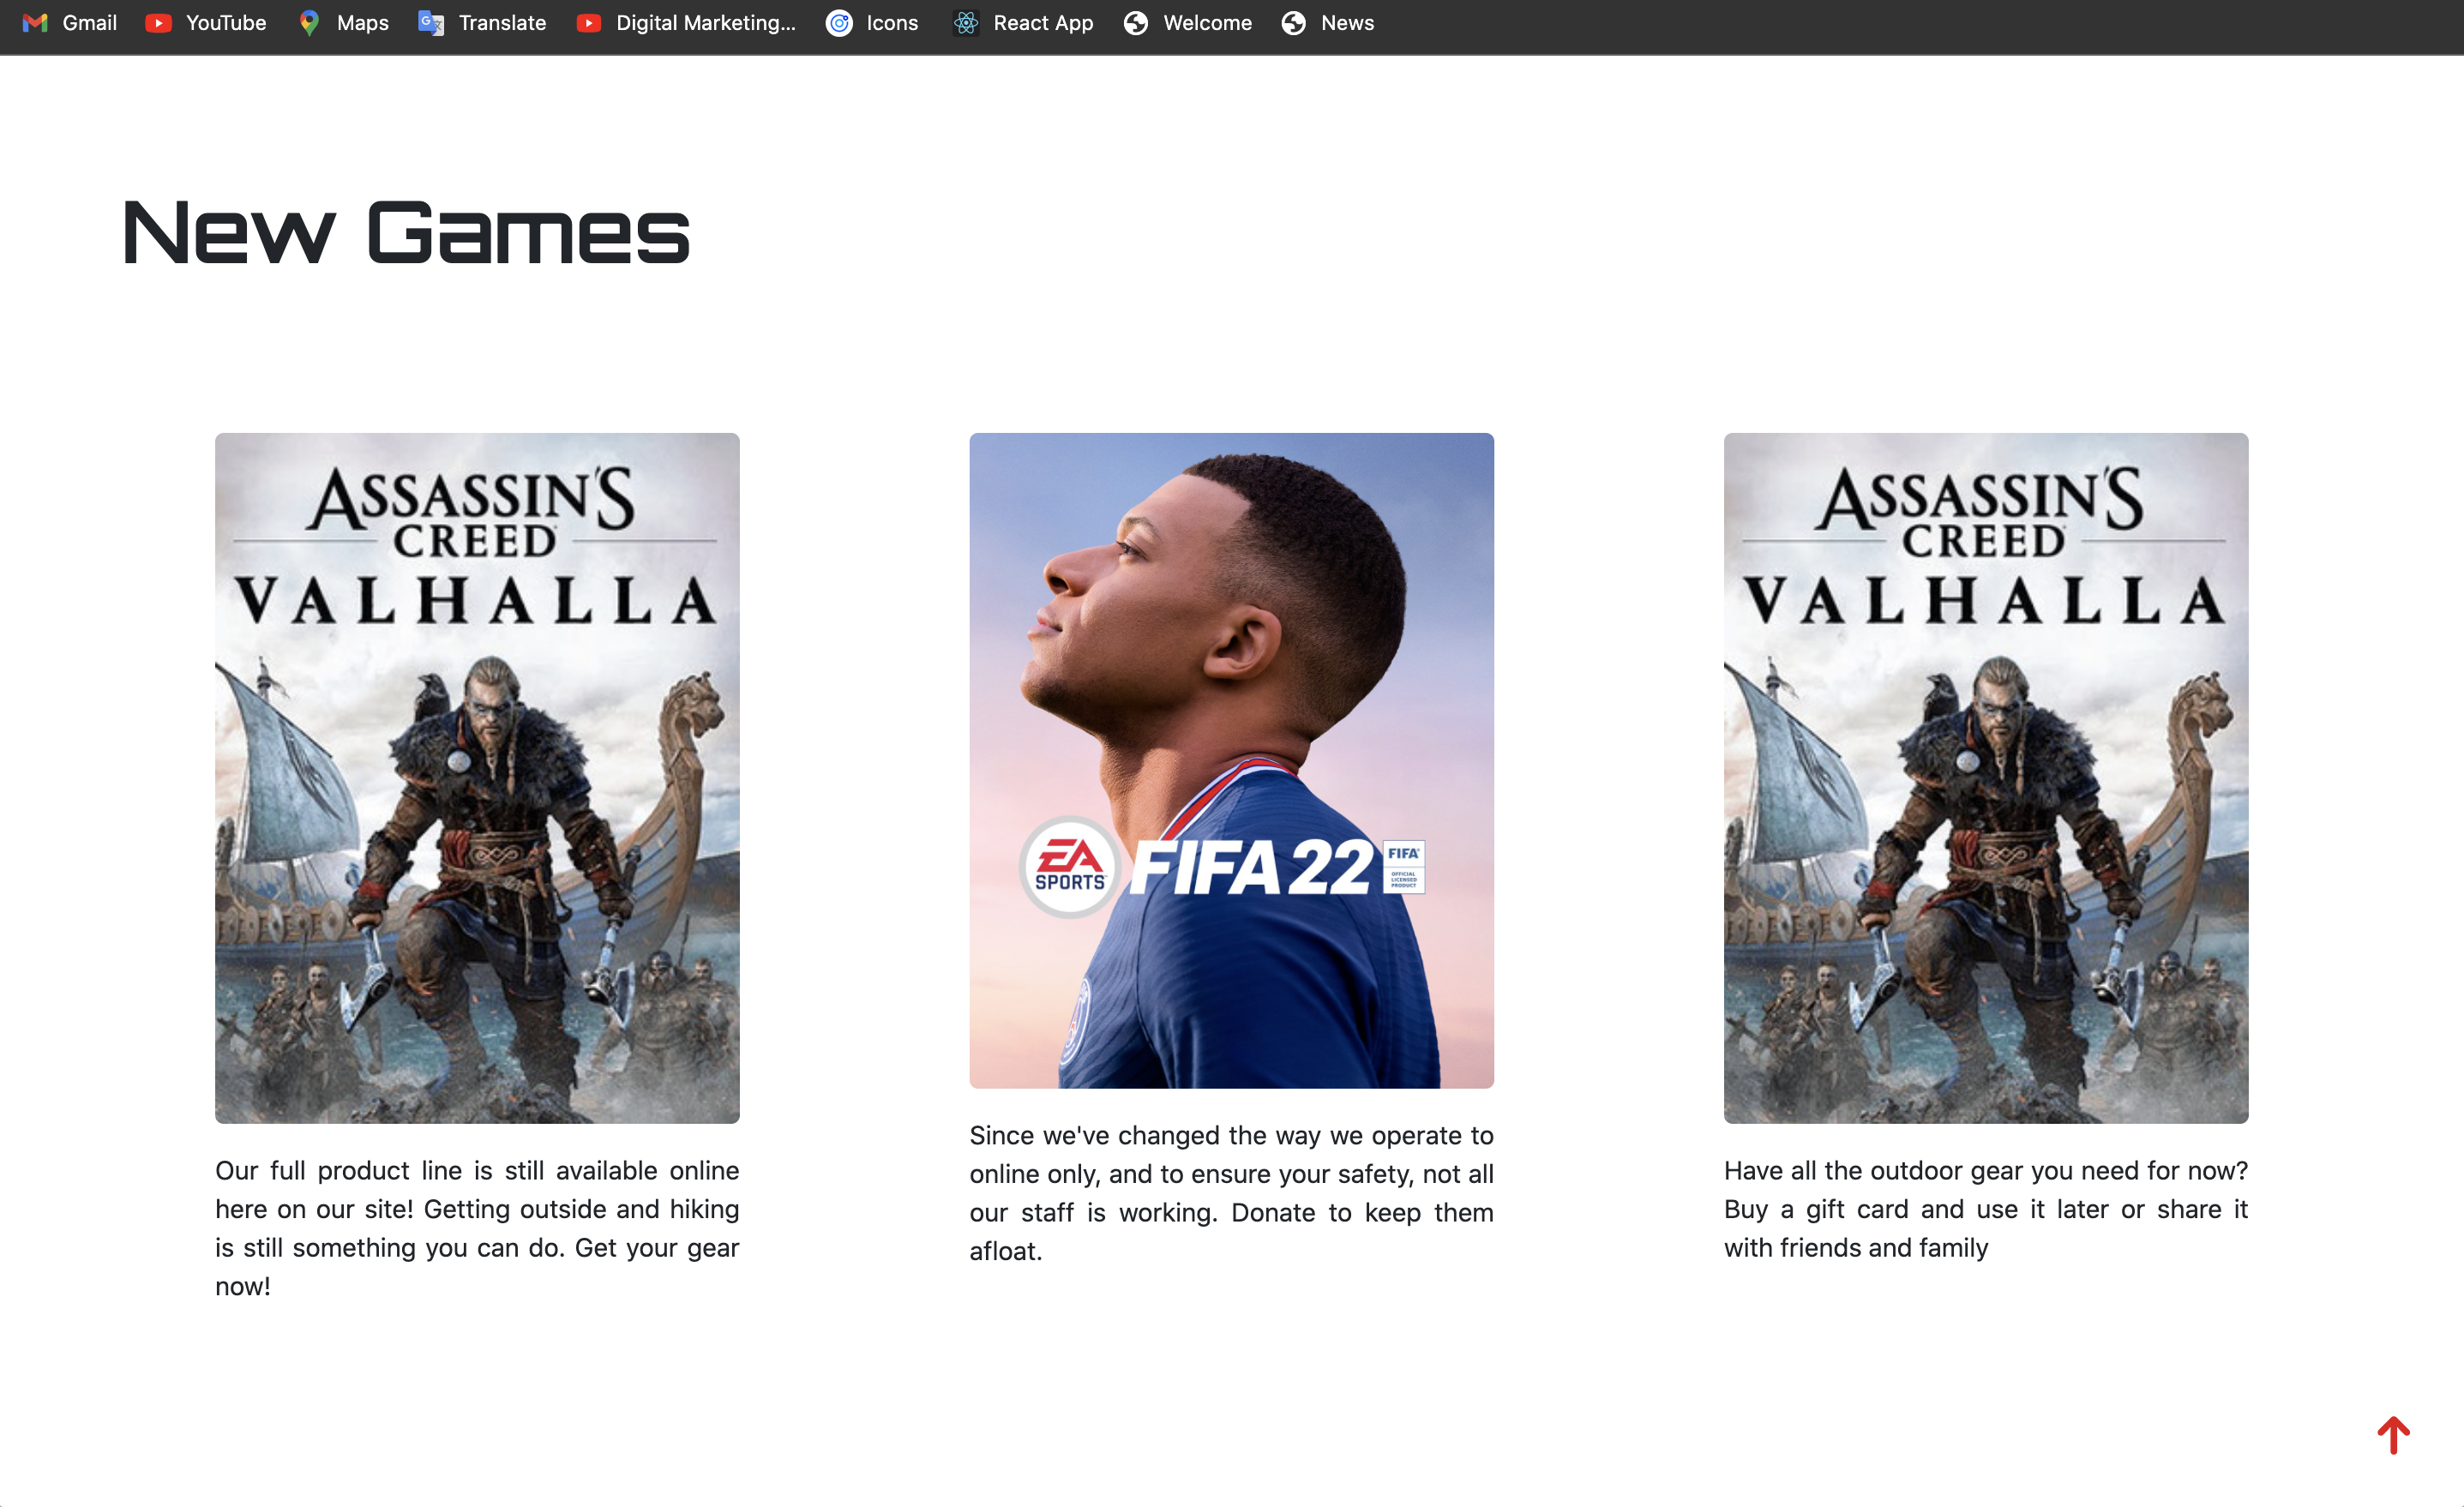 Gmail YouTube Maps Translate Digital Marketing... Icons React App Welcome News
New Games
ASSASSIN'S
CREED
VALHALLA
Our full product line is still available online
here on our site! Getting outside and hiking
is still something you can do. Get your gear
now!
EA
SPORTS
FIFA 22
FIFA
OFFICIAL
LICENSED
PRODUCT
Since we've changed the way we operate to
online only, and to ensure your safety, not all
our staff is working. Donate to keep them
afloat.
ASSASSIN'S
CREED
VALHALLA
Have all the outdoor gear you need for now?
Buy a gift card and use it later or share it
with friends and family